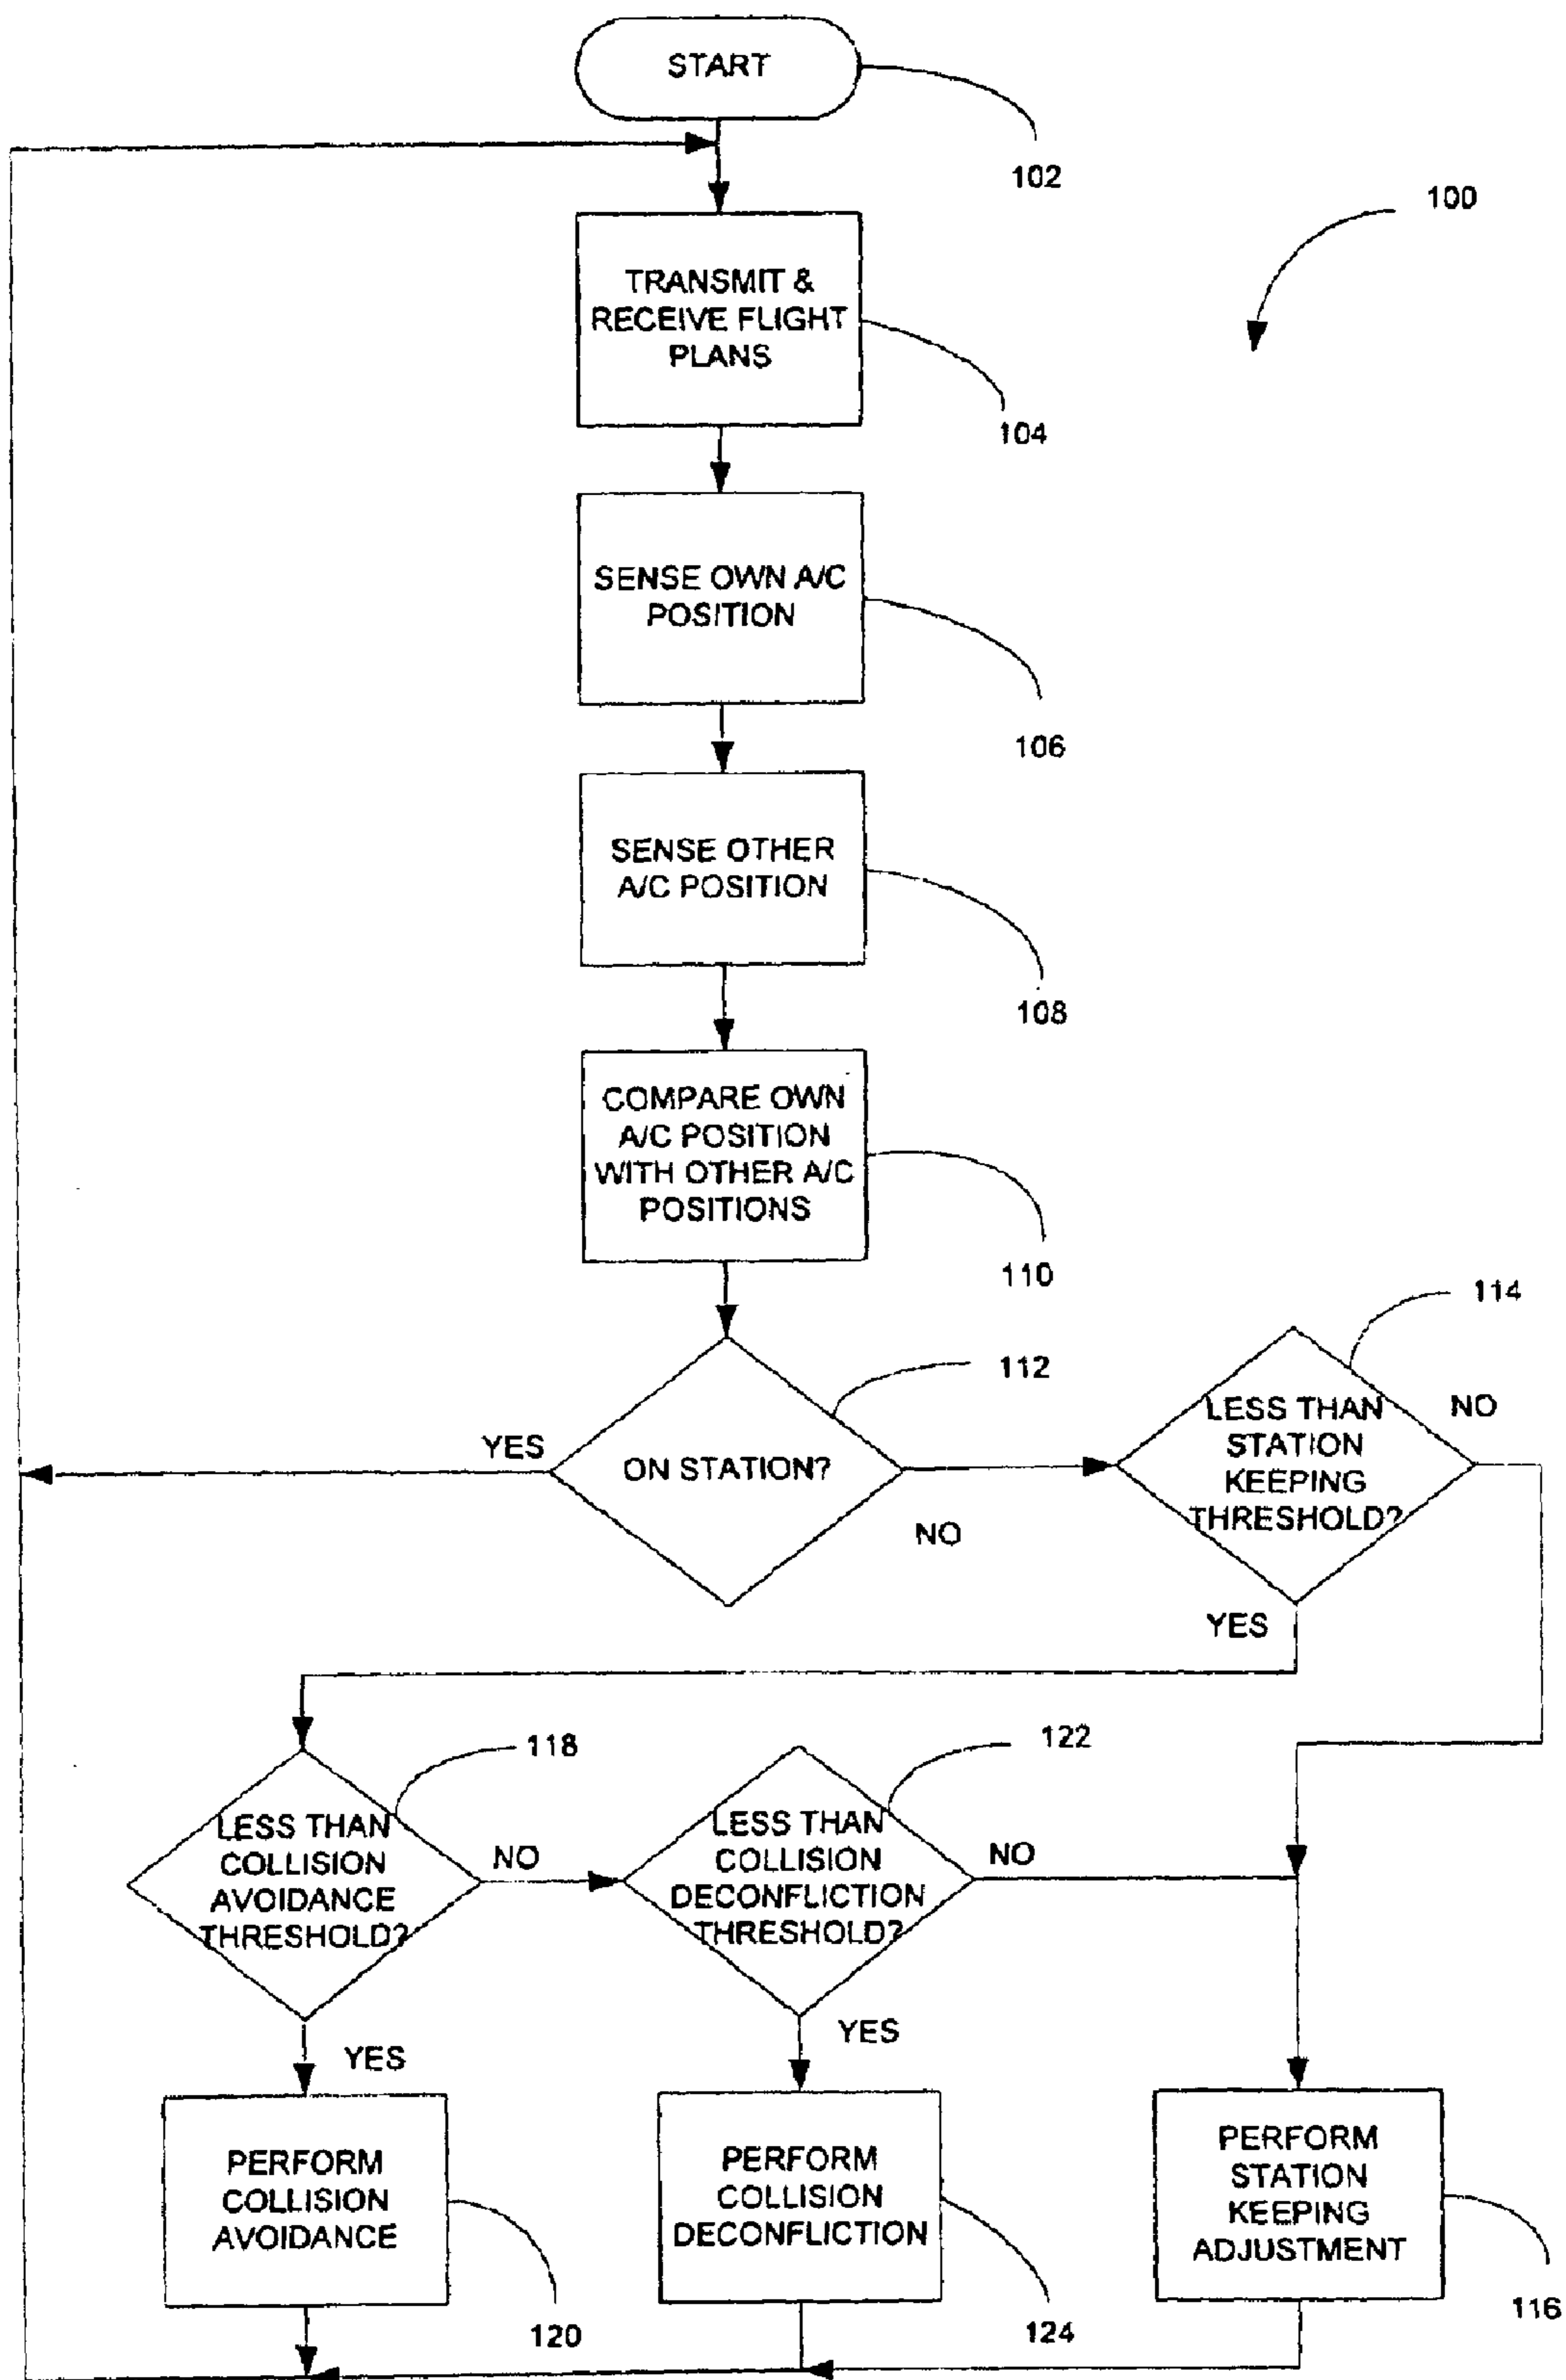 START
102
100
TRANSMIT &
RECEIVE FLIGHT
PLANS
104
SENSE OWN A/C
POSITION
106
SENSE OTHER
A/C POSITION
108
COMPARE OWN
A/C POSITION
WITH OTHER A/C
POSITIONS
110
112
ON STATION?
YES
NO
114
LESS THAN
STATION
KEEPING
THRESHOLD?
NO
YES
118
LESS THAN
COLLISION
AVOIDANCE
THRESHOLD?
NO
YES
122
LESS THAN
COLLISION
DECONFLICTION
THRESHOLD?
NO
YES
PERFORM
COLLISION
AVOIDANCE
120
PERFORM
COLLISION
DECONFLICTION
124
PERFORM
STATION
KEEPING
ADJUSTMENT
116